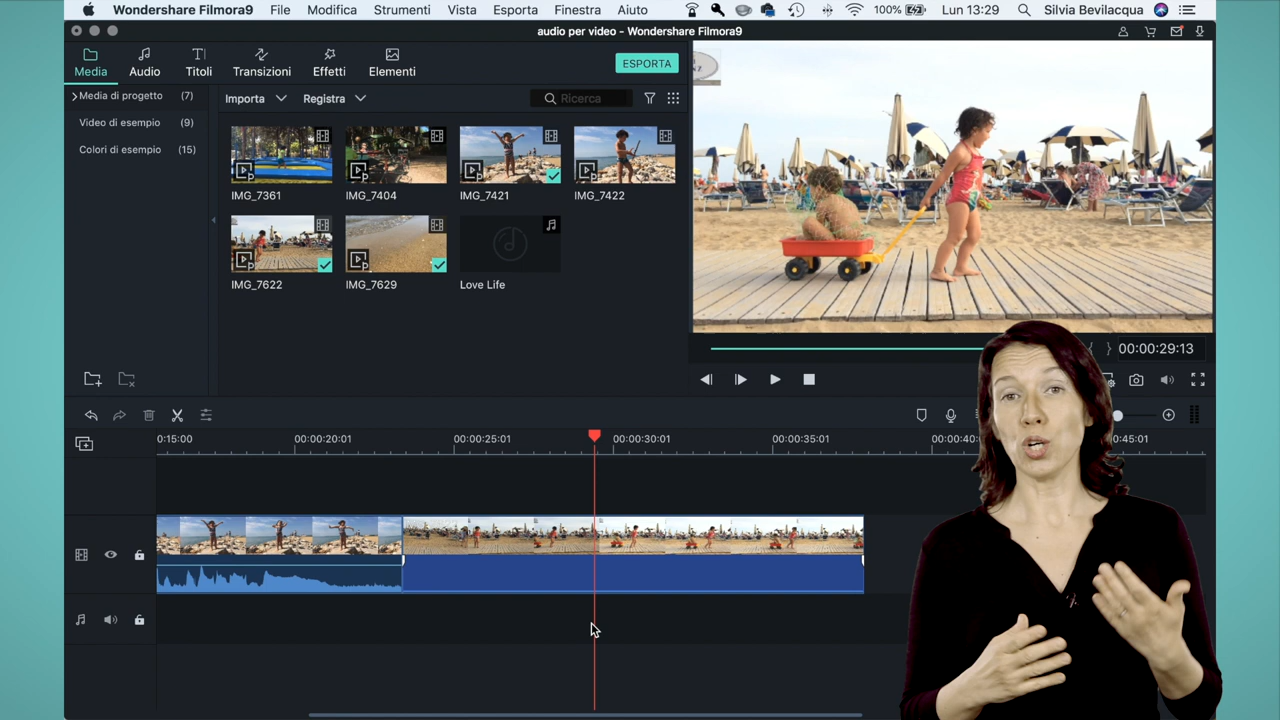 Wondershare Filmora9 File Modifica Strumenti Vista Esporta Finestra Aiuto 100% Lun 13:29 Silvia Bevilacqua
audio per video - Wondershare Filmora9
Media Audio Titoli Transizioni Effetti Elementi ESPORTA
Media di progetto (7) Importa Registra Ricerca
Video di esempio (9)
Colori di esempio (15)
IMG_7361 IMG_7404 IMG_7421 IMG_7422
IMG_7622 IMG_7629 Love Life
00:00:29:13
0:15:00 00:00:20:01 00:00:25:01 00:00:30:01 00:00:35:01 00:00:40: 45:01